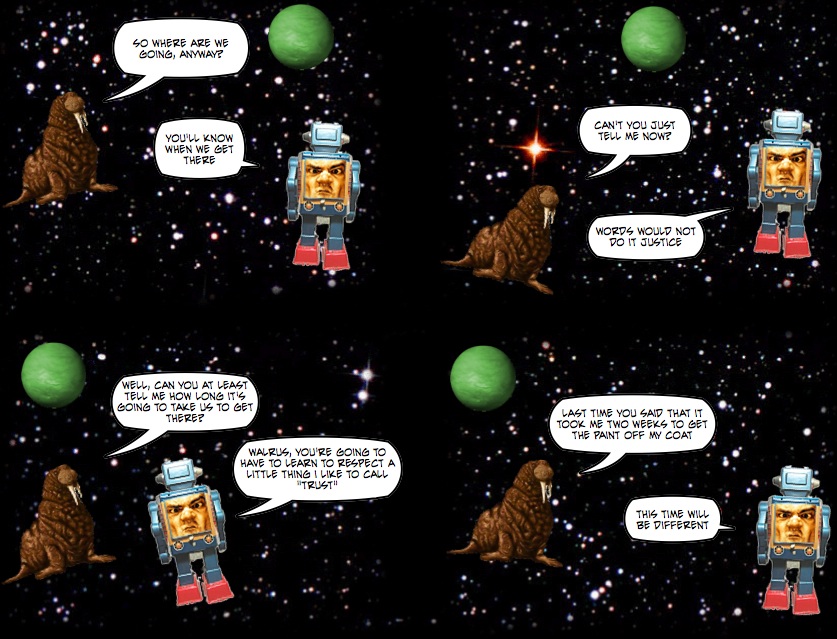 SO WHERE ARE WE
GOING, ANYWAY?
YOU'LL KNOW
WHEN WE GET
THERE
CAN'T YOU JUST
TELL ME NOW?
WORDS WOULD NOT
DO IT JUSTICE
WELL, CAN YOU AT LEAST
TELL ME HOW LONG IT'S
GOING TO TAKE US TO GET
THERE?
WALRUS, YOU'RE GOING TO
HAVE TO LEARN TO RESPECT A
LITTLE THING I LIKE TO CALL
"TRUST"
LAST TIME YOU SAID THAT IT
TOOK ME TWO WEEKS TO GET
THE PAINT OFF MY COAT
THIS TIME WILL
BE DIFFERENT